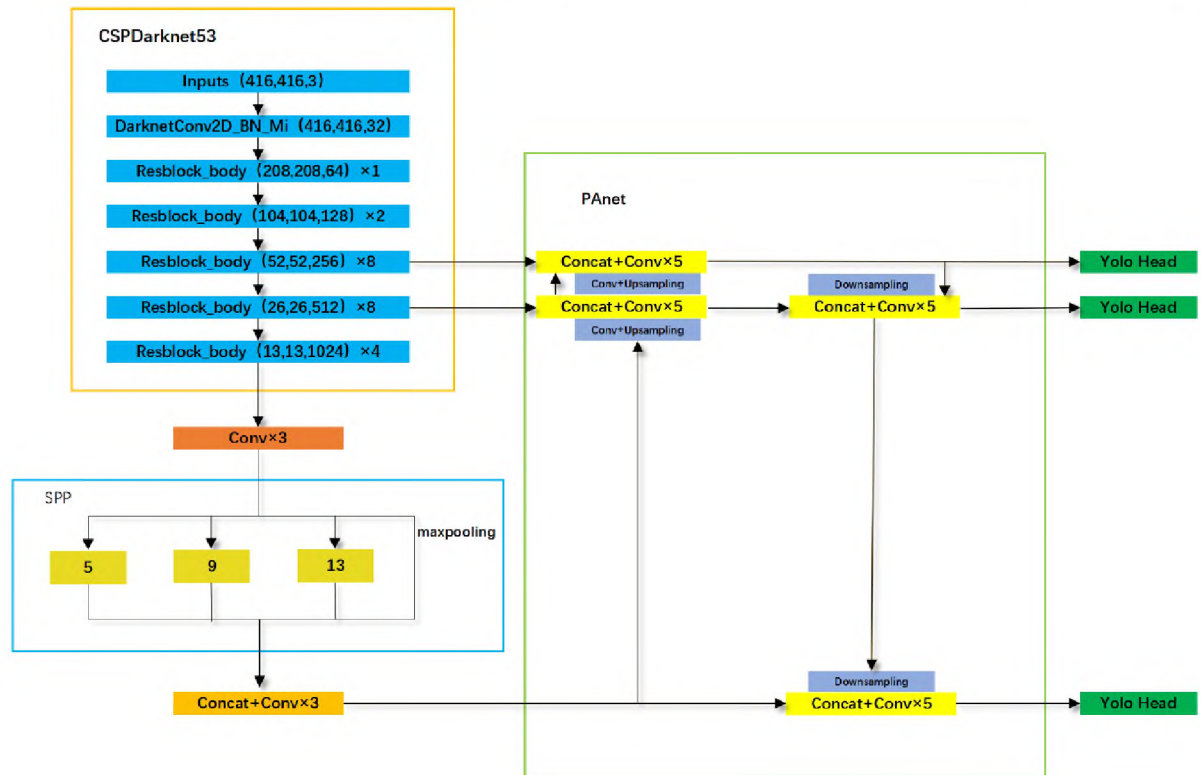 CSPDarknet53
Inputs (416,416,3)
DarknetConv2D_BN_Mi (416,416,32)
Resblock_body (208,208,64) ×1
Resblock_body (104,104,128) ×2
Resblock_body (52,52,256) ×8
Resblock_body (26,26,512) ×8
Resblock_body (13,13,1024) ×4
Conv×3
SPP
maxpooling
5
9
13
Concat+Conv×3
PAnet
Concat+Conv×5
Conv+Upsampling
Concat+Conv×5
Conv+Upsampling
Downsampling
Concat+Conv×5
Downsampling
Concat+Conv×5
Yolo Head
Yolo Head
Yolo Head